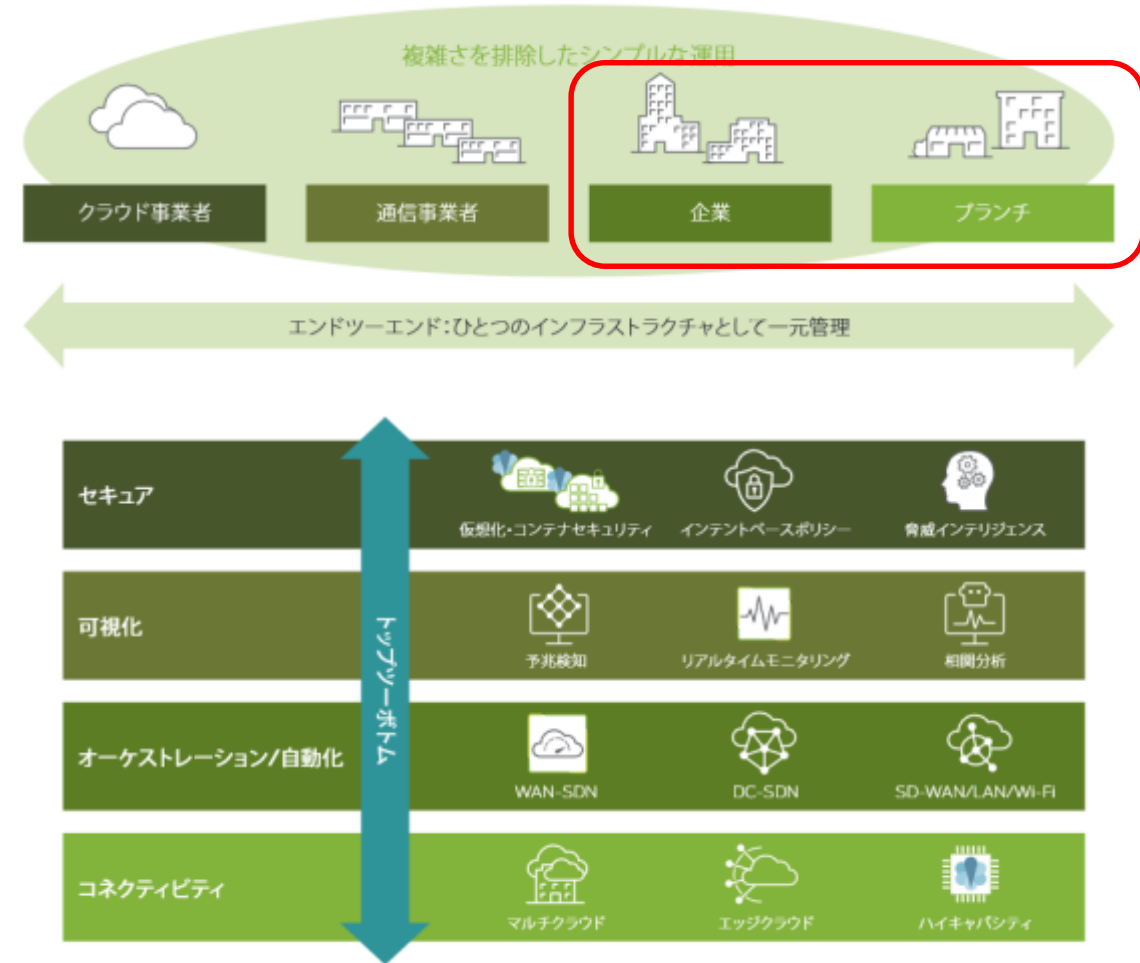 複雑さを排除したシンプルな運用
クラウド事業者
通信事業者
企業
ブランチ
エンドツーエンド：ひとつのインフラストラクチャとして一元管理
トップツーボトム
セキュア
仮想化・コンテナセキュリティ
インテントベースポリシー
脅威インテリジェンス
可視化
予兆検知
リアルタイムモニタリング
相関分析
オーケストレーション/自動化
WAN-SDN
DC-SDN
SD-WAN/LAN/Wi-Fi
コネクティビティ
マルチクラウド
エッジクラウド
ハイキャパシティ